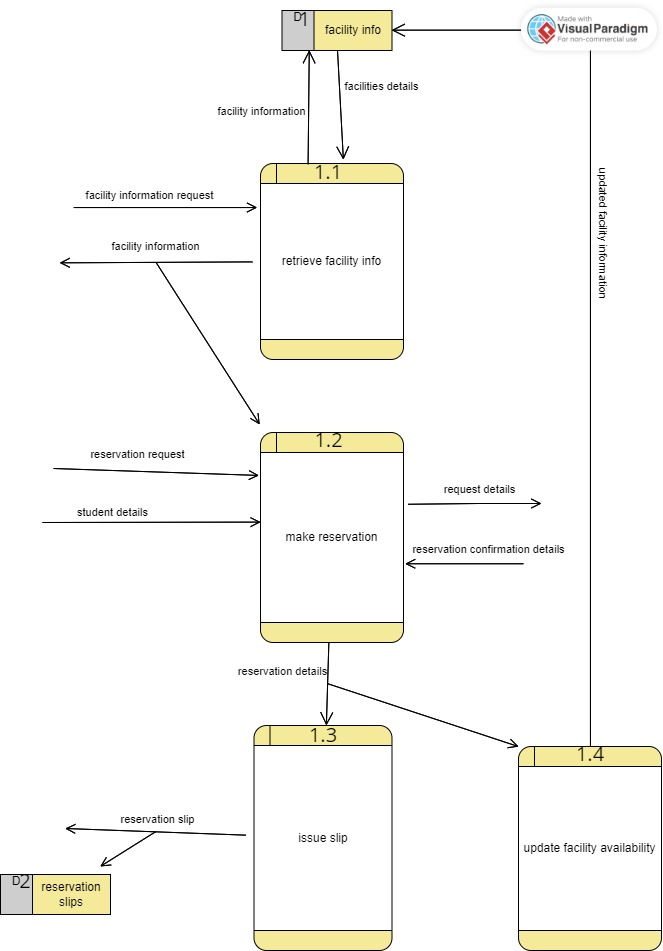 D1
facility info
Made with
VisualParadigm
For non-commercial use
facilities details
facility information
updated facility information
1.1
facility information request
facility information
retrieve facility info
1.2
reservation request
request details
student details
make reservation
reservation confirmation details
reservation details
1.3
1.4
reservation slip
issue slip
update facility availability
D2
reservation
slips